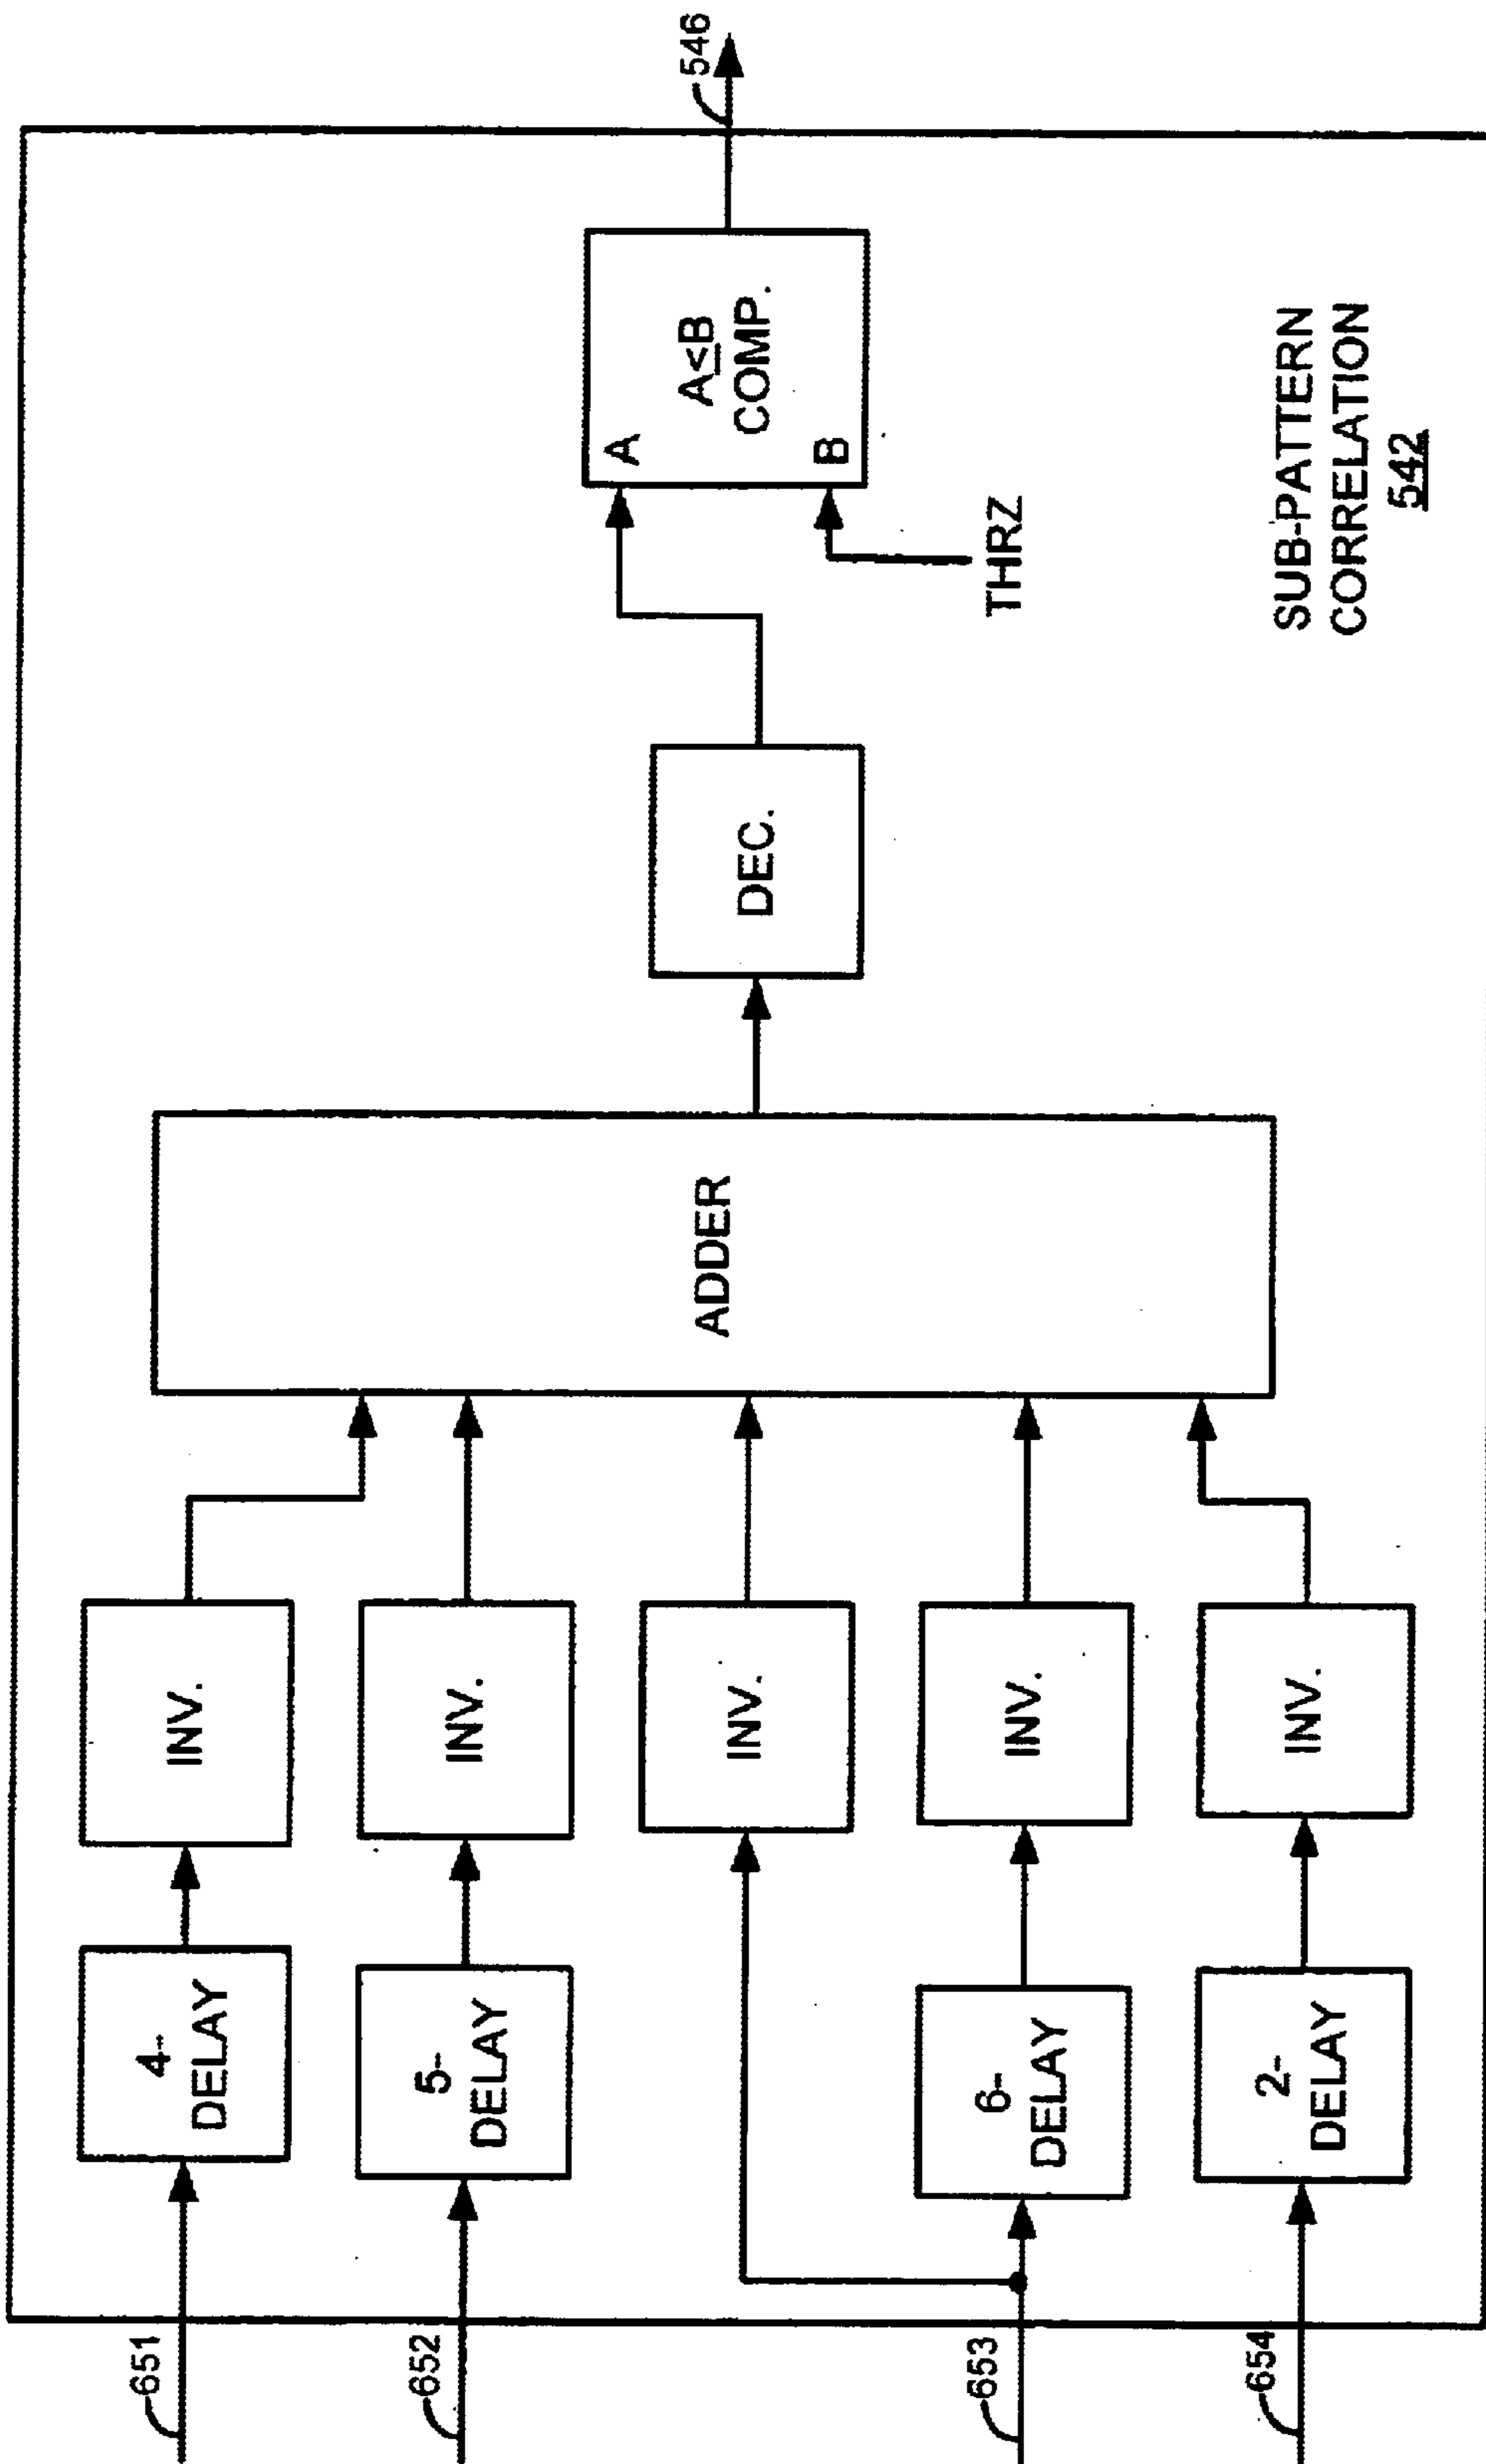 651
4-
DELAY
INV.
652
5-
DELAY
INV.
INV.
653
6-
DELAY
INV.
654
2-
DELAY
INV.
ADDER
DEC.
THRZ
A
A≤B
COMP.
B
546
SUB-PATTERN
CORRELATION
542